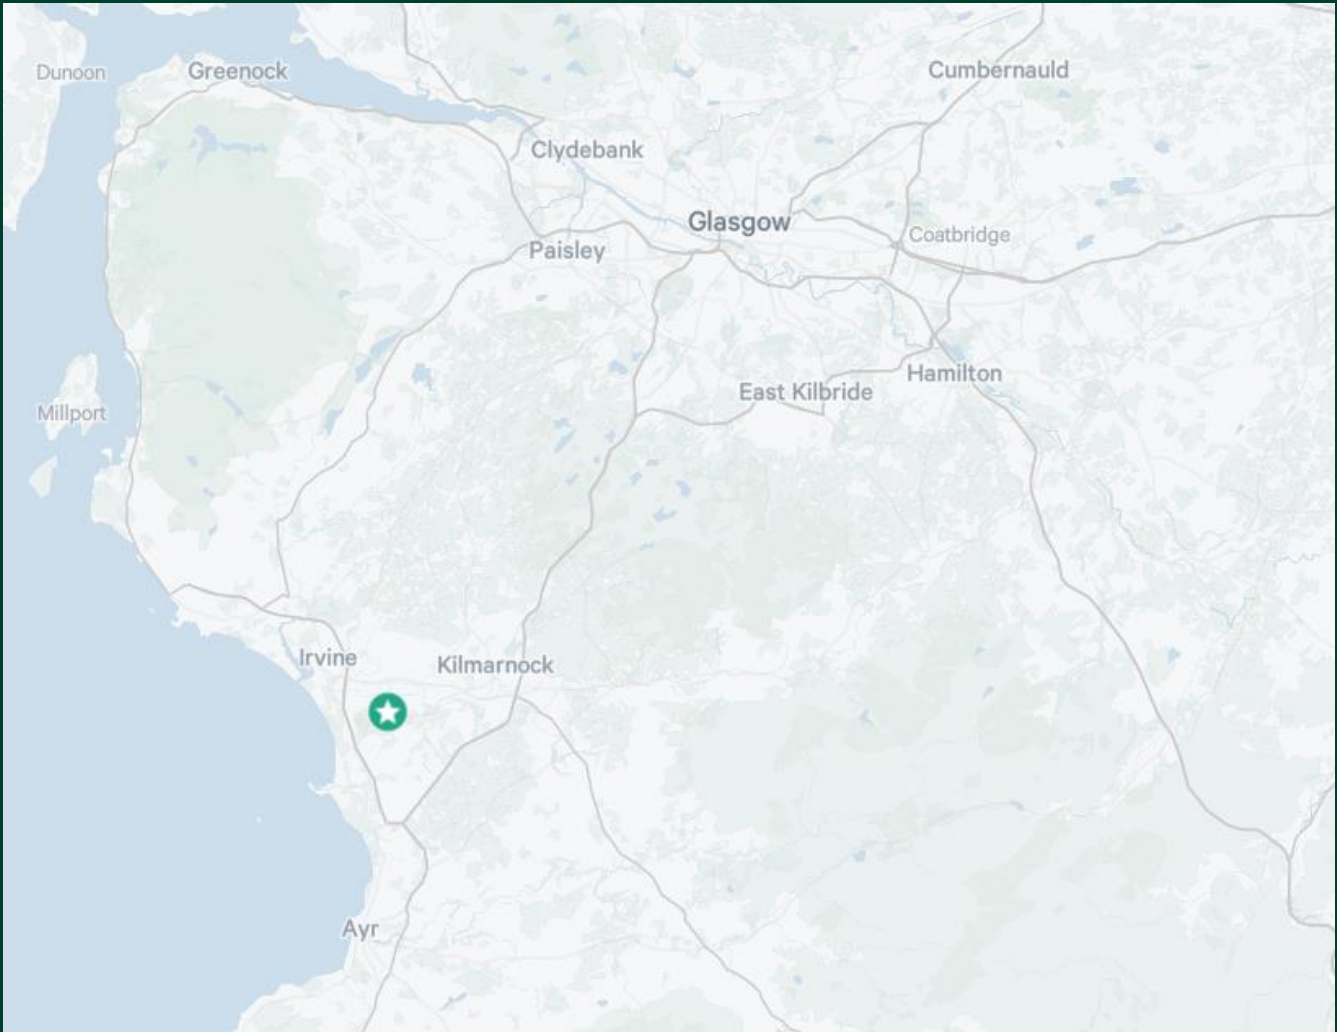 Dunoon
Greenock
Cumbernauld
Clydebank
Glasgow
Coatbridge
Paisley
East Kilbride
Hamilton
Millport
Irvine
Kilmarnock
Ayr